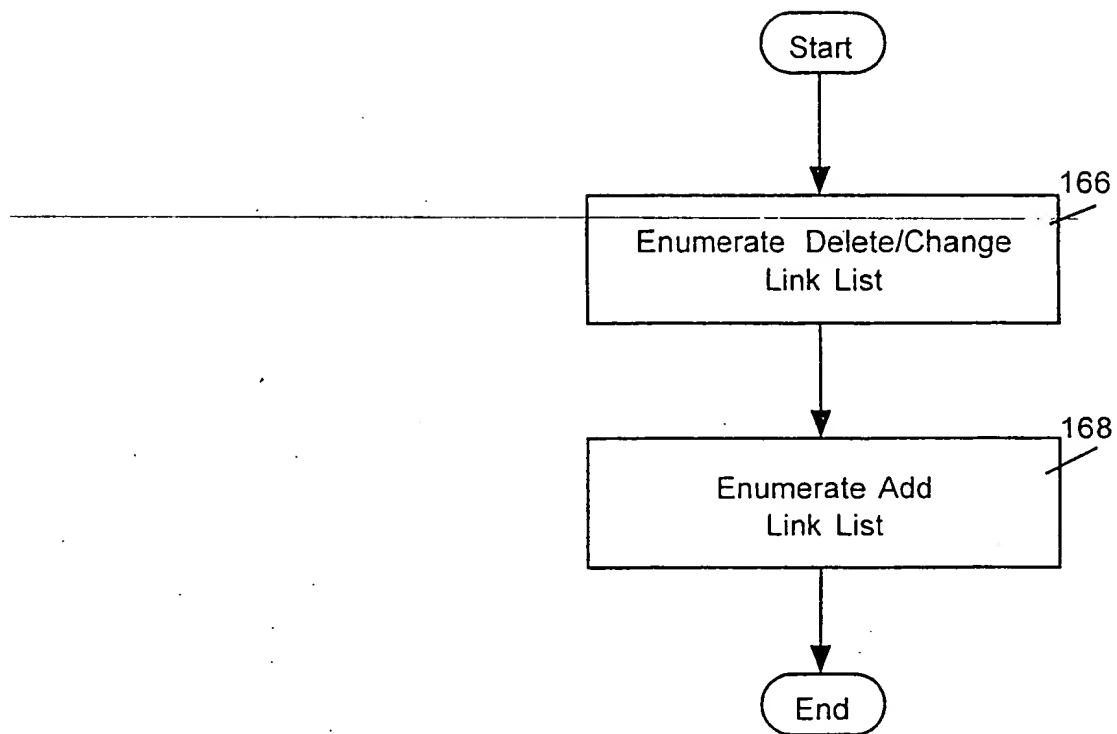 Start
166
Enumerate Delete/Change
Link List
168
Enumerate Add
Link List
End